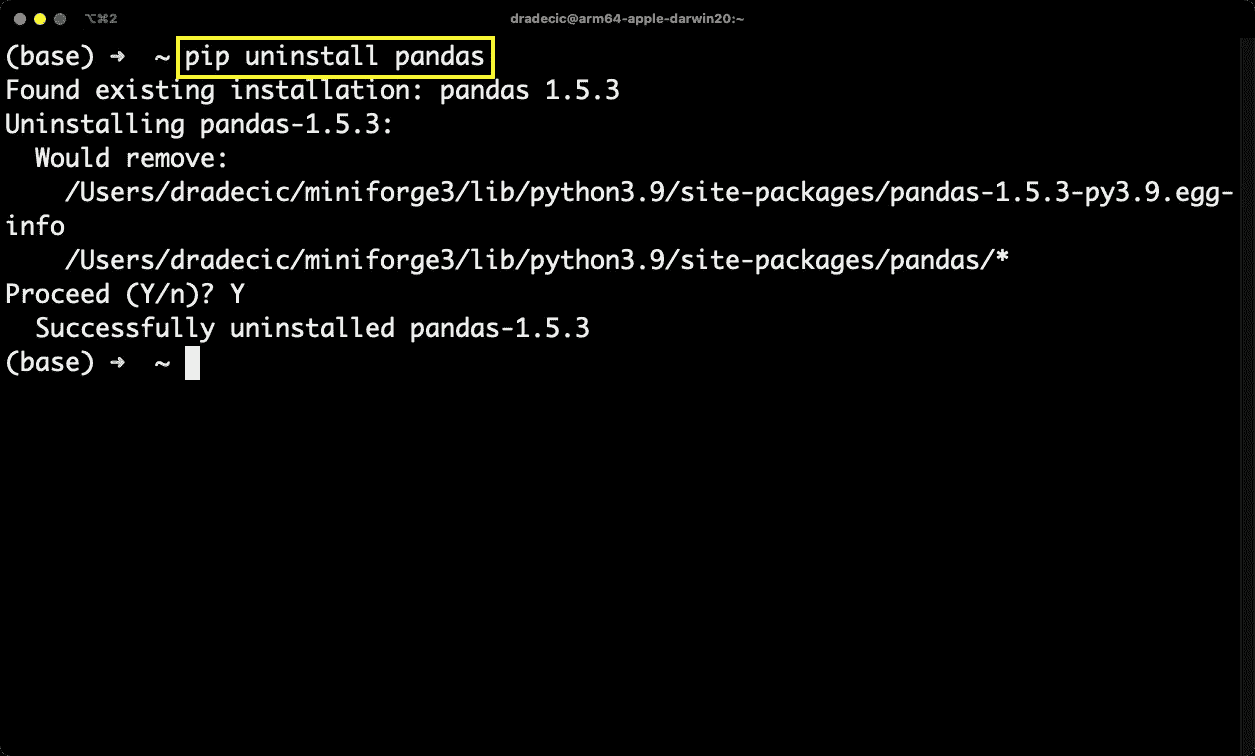 ⌥⌘2 dradecic@arm64-apple-darwin20:~
(base) → ~ pip uninstall pandas
Found existing installation: pandas 1.5.3
Uninstalling pandas-1.5.3:
  Would remove:
    /Users/dradecic/miniforge3/lib/python3.9/site-packages/pandas-1.5.3-py3.9.egg-
info
    /Users/dradecic/miniforge3/lib/python3.9/site-packages/pandas/*
Proceed (Y/n)? Y
  Successfully uninstalled pandas-1.5.3
(base) → ~